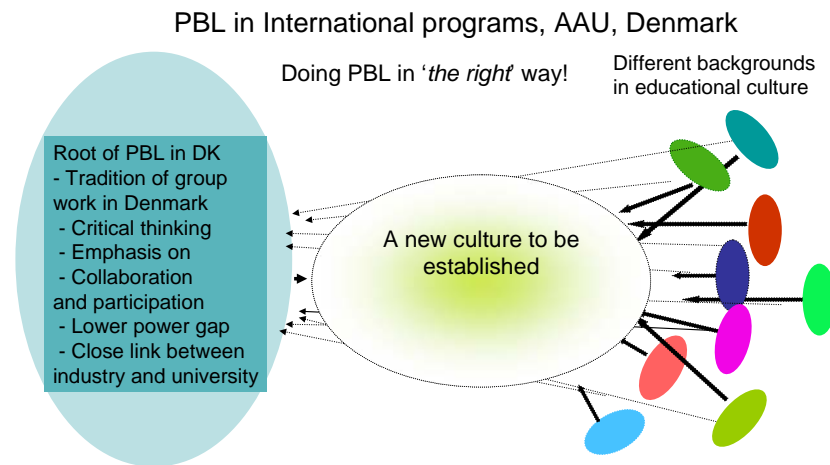 PBL in International programs, AAU, Denmark
Doing PBL in ‘the right’ way!
Different backgrounds
in educational culture
Root of PBL in DK
- Tradition of group
work in Denmark
- Critical thinking
- Emphasis on
- Collaboration
and participation
- Lower power gap
- Close link between
industry and university
A new culture to be
established